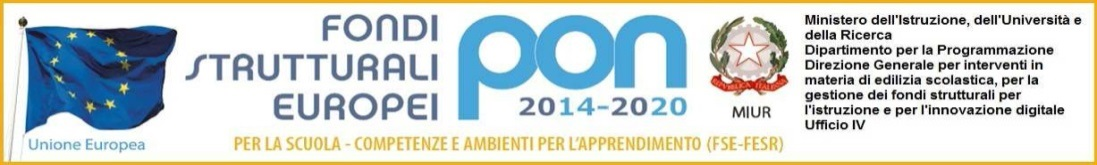 Unione Europea
FONDI
STRUTTURALI
EUROPEI
pon
2014-2020
REPVBBLICA ITALIANA
MIUR
PER LA SCUOLA - COMPETENZE E AMBIENTI PER L'APPRENDIMENTO (FSE-FESR)
Ministero dell'Istruzione, dell'Università e
della Ricerca
Dipartimento per la Programmazione
Direzione Generale per interventi in
materia di edilizia scolastica, per la
gestione dei fondi strutturali per
l'istruzione e per l'innovazione digitale
Ufficio IV